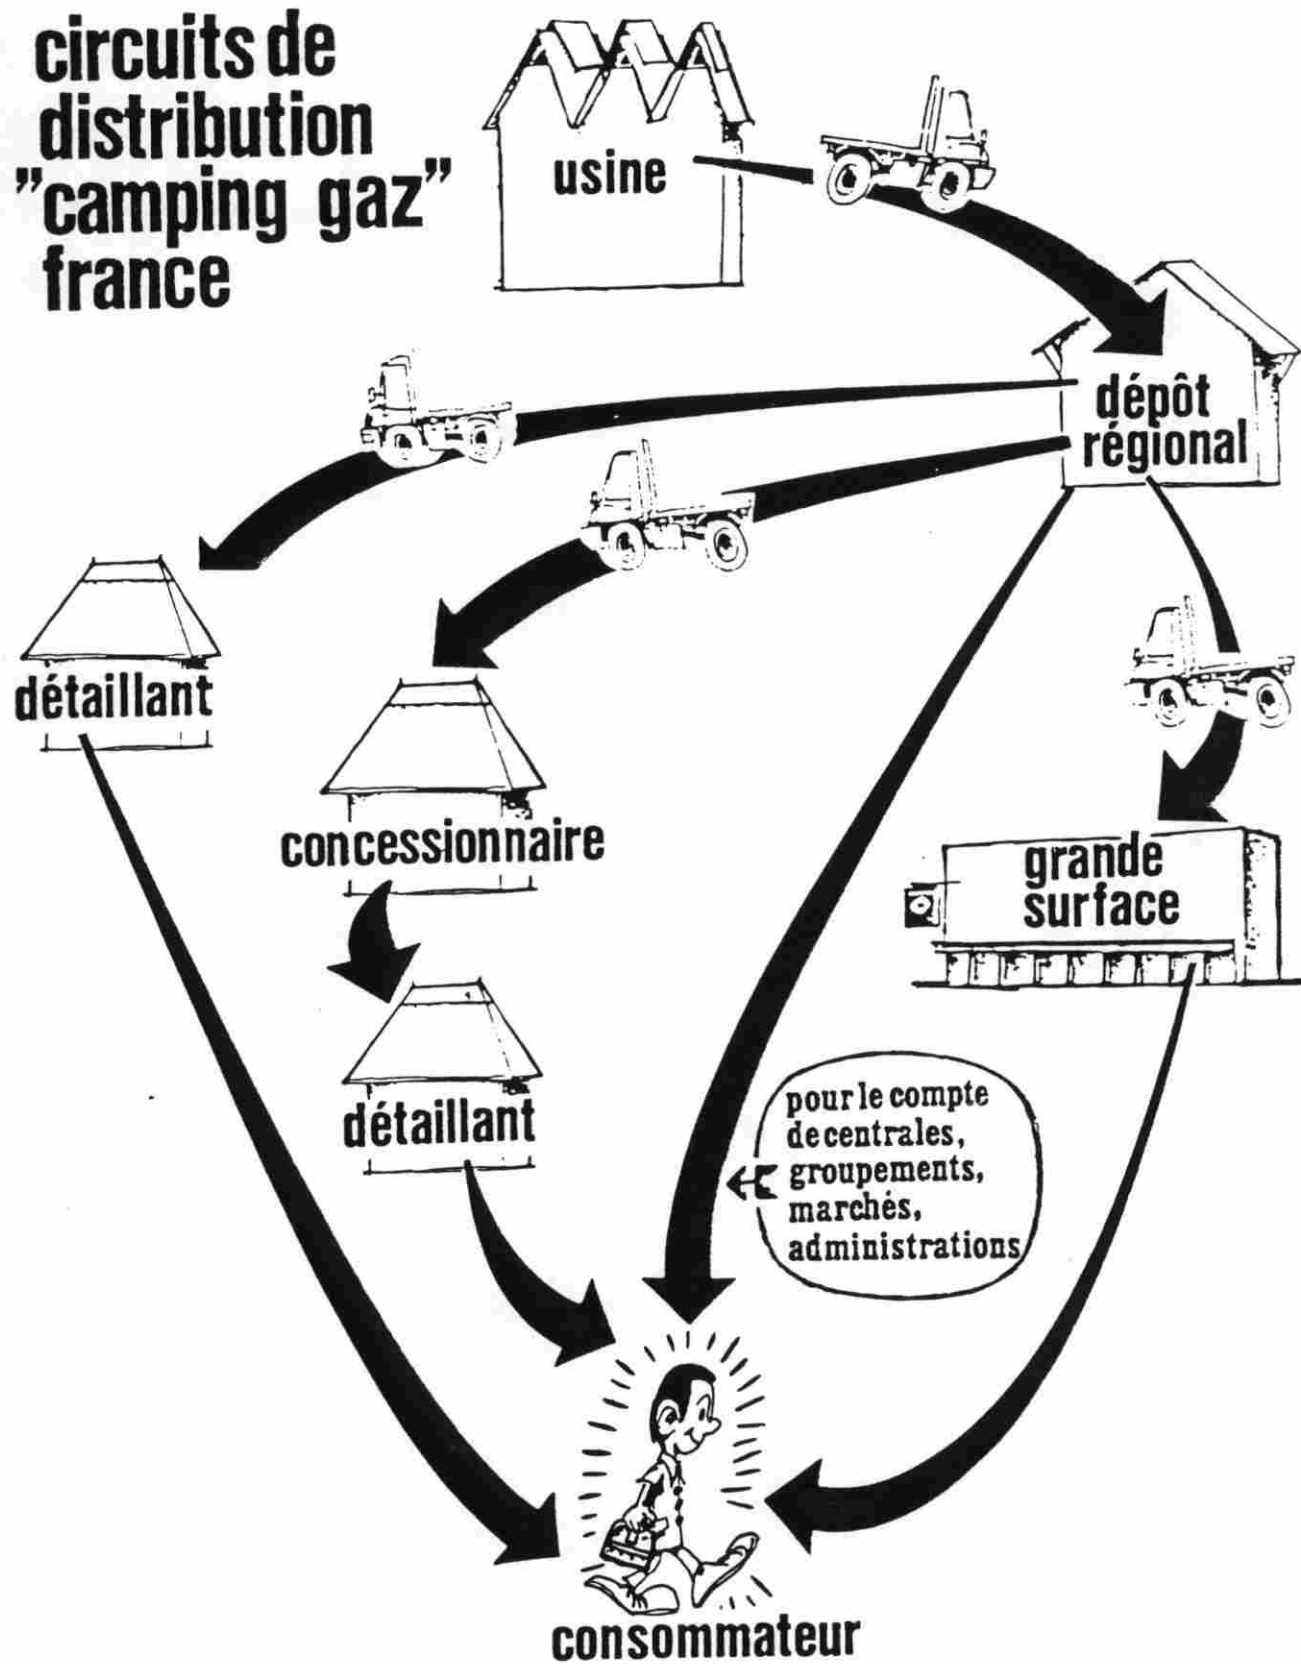 circuits de
distribution
"camping gaz"
france
usine
dépôt
régional
détaillant
concessionnaire
grande
surface
détaillant
pour le compte
de centrales,
groupements,
marchés,
administrations
consommateur